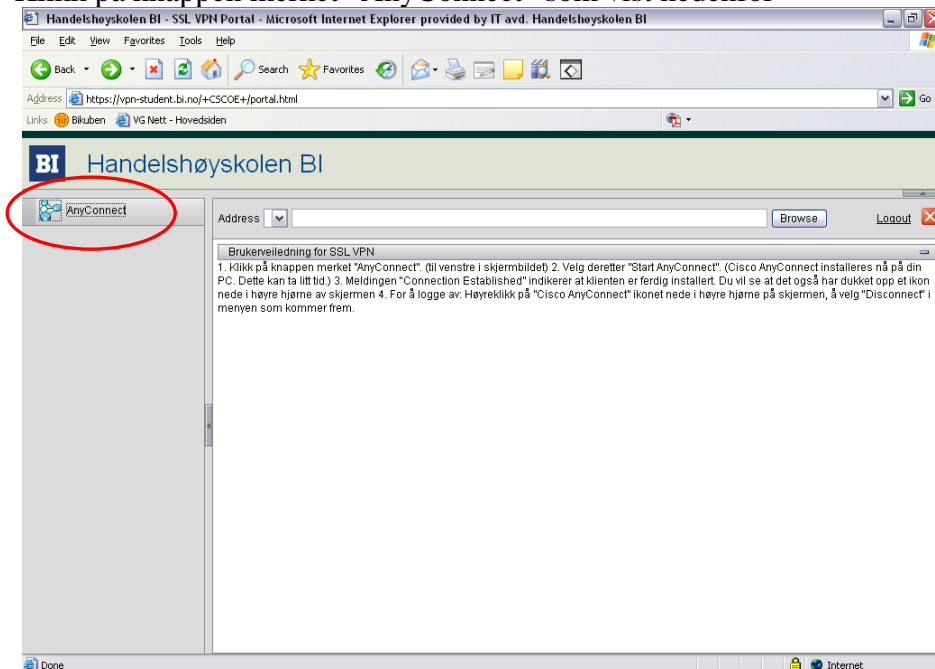 Klikk på knappen merket "AnyConnect" som vist nedenfor
Handelshøyskolen BI - SSL VPN Portal - Microsoft Internet Explorer provided by IT avd. Handelshøyskolen BI
File Edit View Favorites Tools Help
Back Search Favorites
Address https://vpn-student.bi.no/+CSCOE+/portal.html Go
Links Bikuben VG Nett - Hovedsiden
BI Handelshøyskolen BI
AnyConnect
Address Browse Logout
Brukerveiledning for SSL VPN
1. Klikk på knappen merket "AnyConnect". (til venstre i skjermbildet) 2. Velg deretter "Start AnyConnect". (Cisco AnyConnect installeres nå på din
PC. Dette kan ta litt tid.) 3. Meldingen "Connection Established" indikerer at klienten er ferdig installert. Du vil se at det også har dukket opp et ikon
nede i høyre hjørne av skjermen 4. For å logge av: Høyreklikk på "Cisco AnyConnect" ikonet nede i høyre hjørne på skjermen, å velg "Disconnect" i
menyen som kommer frem.
Done Internet